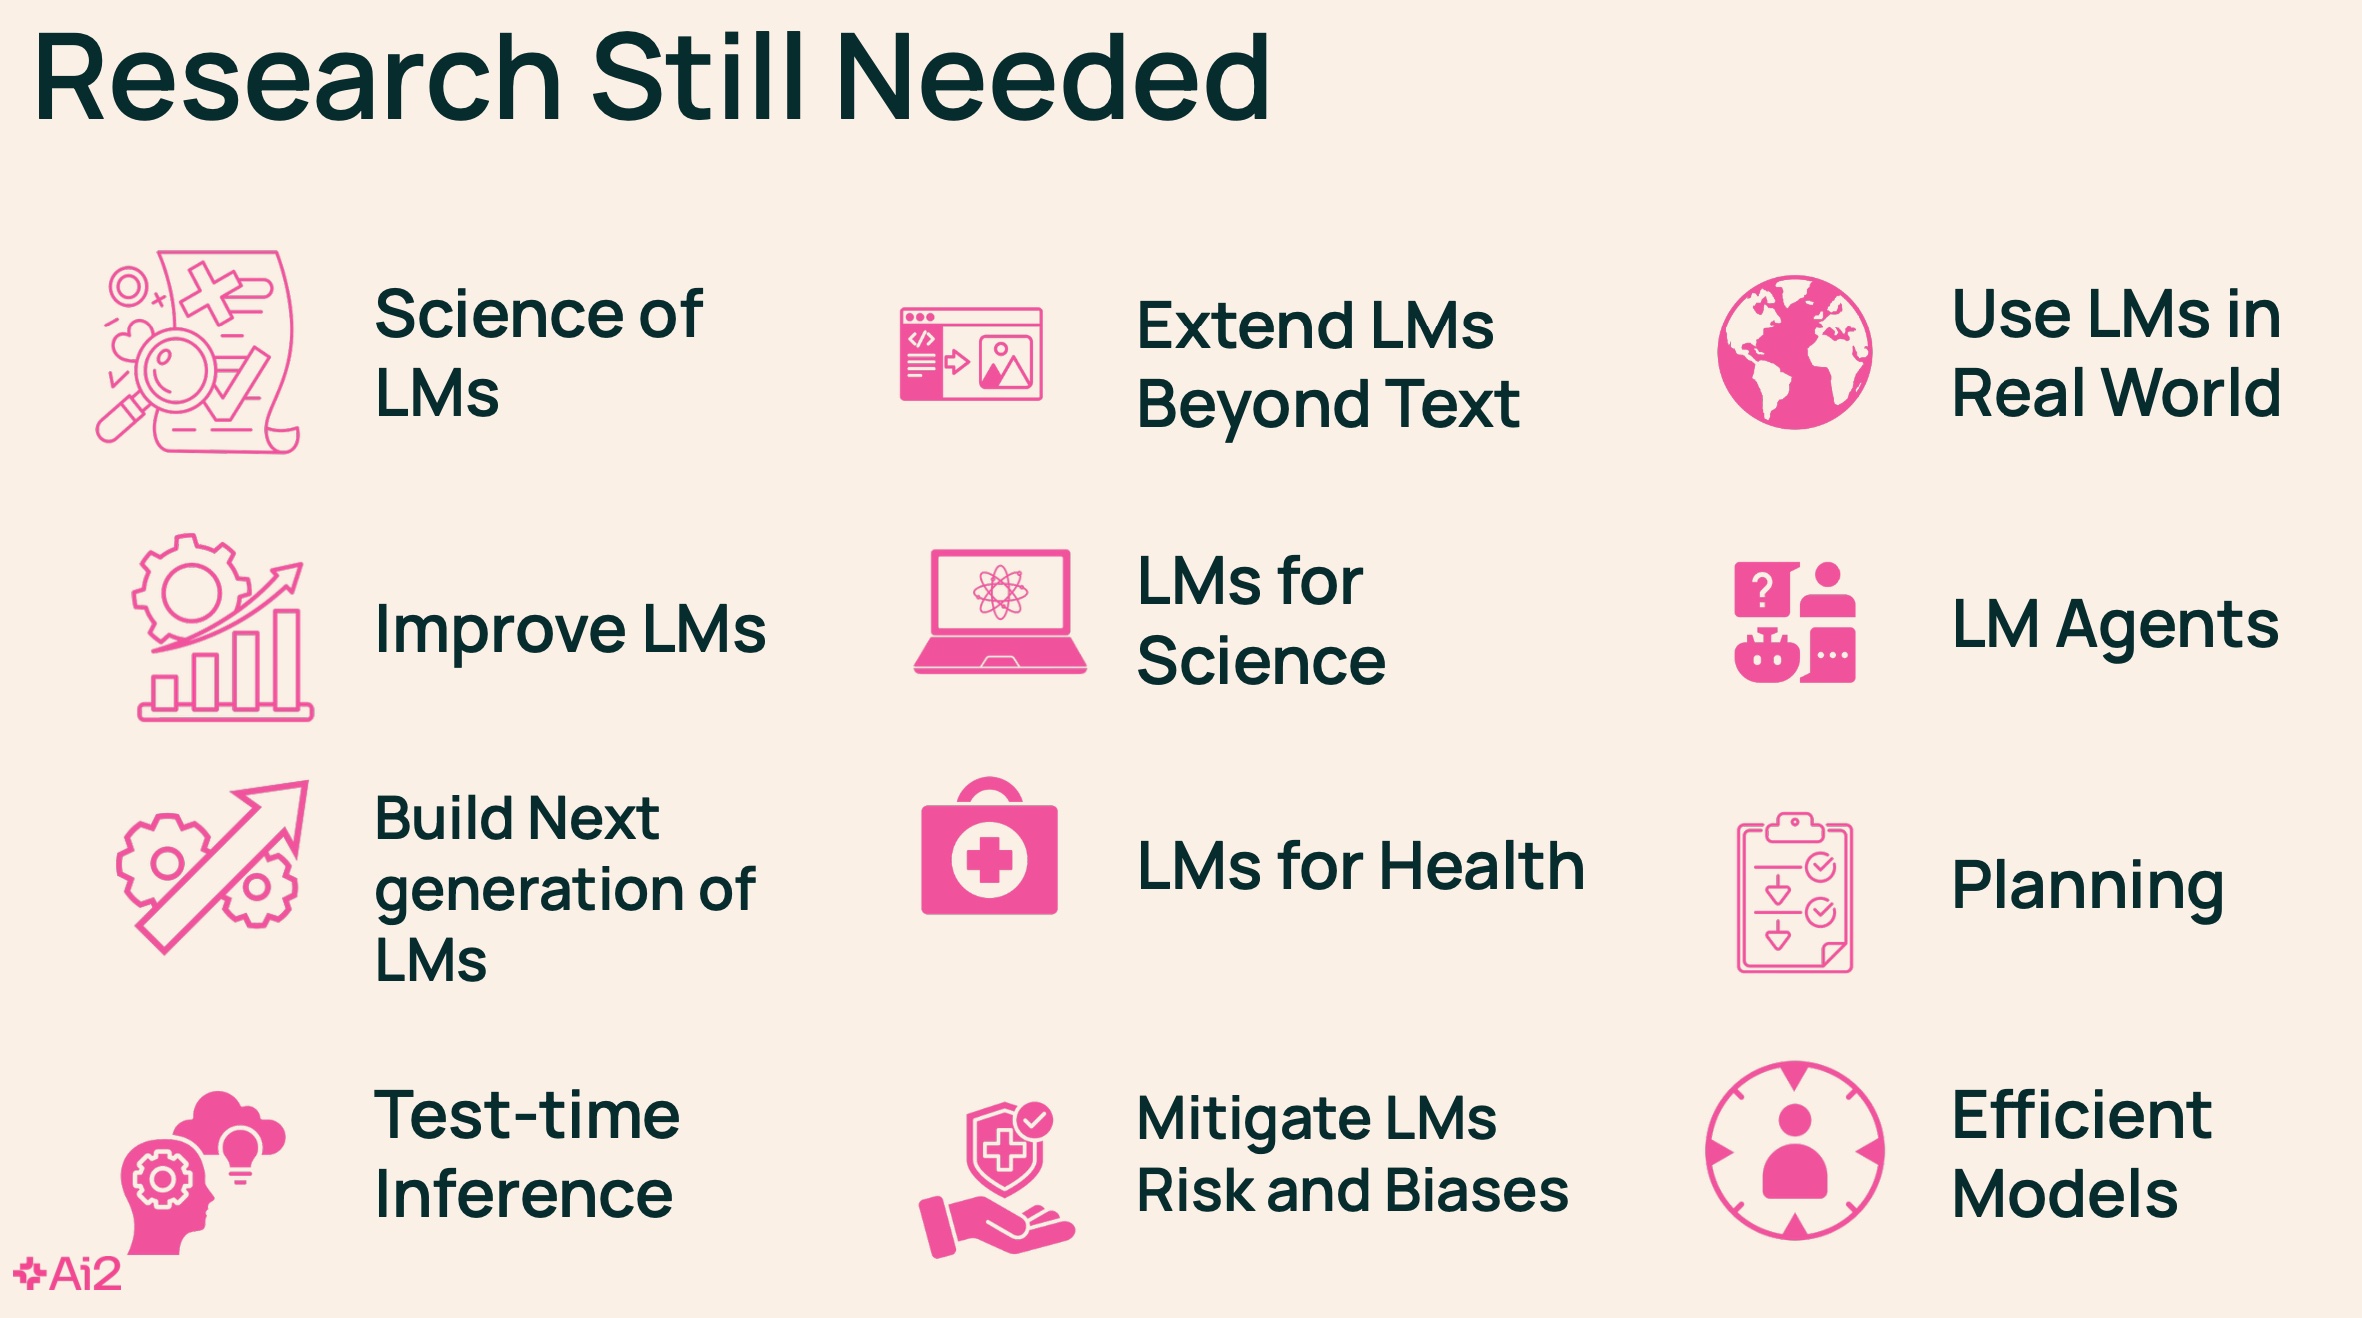 Research Still Needed
Science of
LMs
Extend LMs
Beyond Text
Use LMs in
Real World
Improve LMs
LMs for
Science
LM Agents
Build Next
generation of
LMs
LMs for Health
Planning
Test-time
Inference
Mitigate LMs
Risk and Biases
Efficient
Models
Ai2